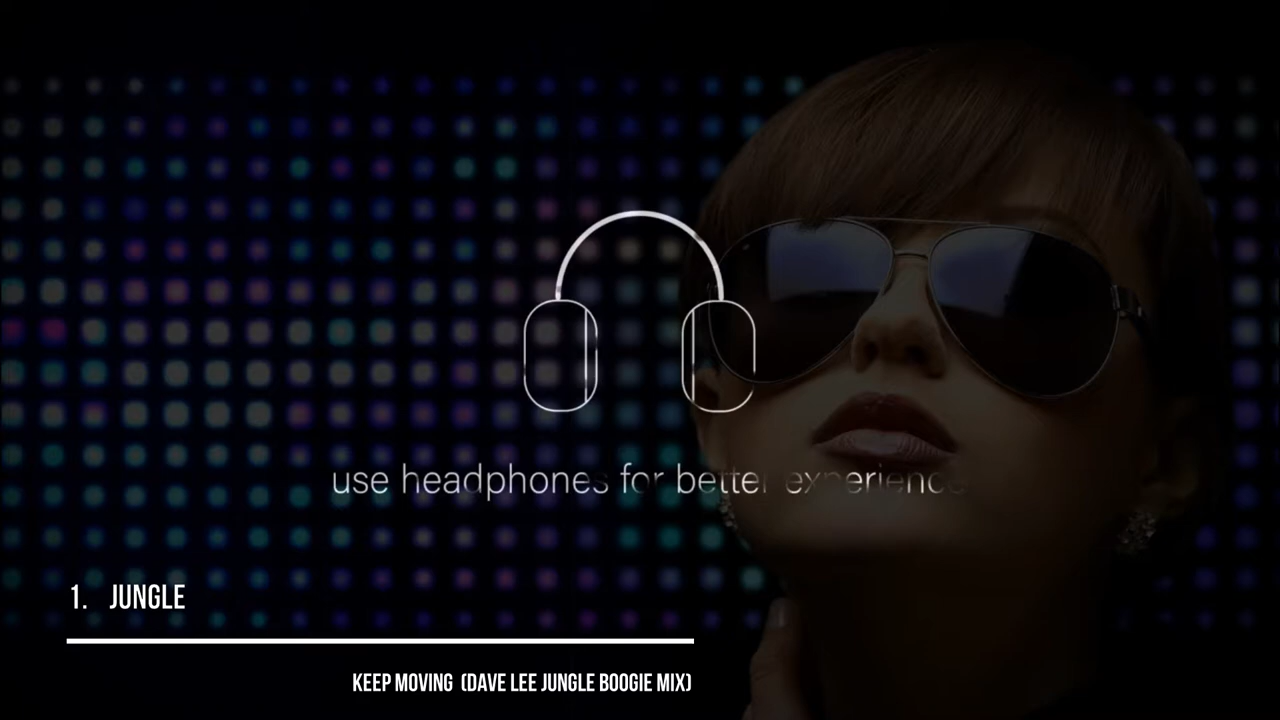 use headphones for better experience
1. JUNGLE
KEEP MOVING (DAVE LEE JUNGLE BOOGIE MIX)